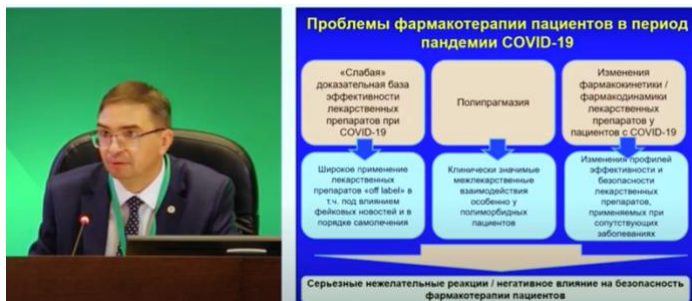 Проблемы фармакотерапии пациентов в период
пандемии COVID-19
«Слабая»
доказательная база
эффективности
лекарственных
препаратов при
COVID-19
Полипрагмазия
Изменения
фармакокинетики /
фармакодинамики
лекарственных
препаратов у
пациентов с COVID-19
Широкое применение
лекарственных
препаратов «off label» в
т.ч. под влиянием
фейковых новостей и в
порядке самолечения
Клинически значимые
межлекарственные
взаимодействия
особенно у
полиморбидных
пациентов
Изменения профилей
эффективности и
безопасности
лекарственных
препаратов,
применяемых при
сопутствующих
заболеваниях
Серьезные нежелательные реакции / негативное влияние на безопасность
фармакотерапии пациентов